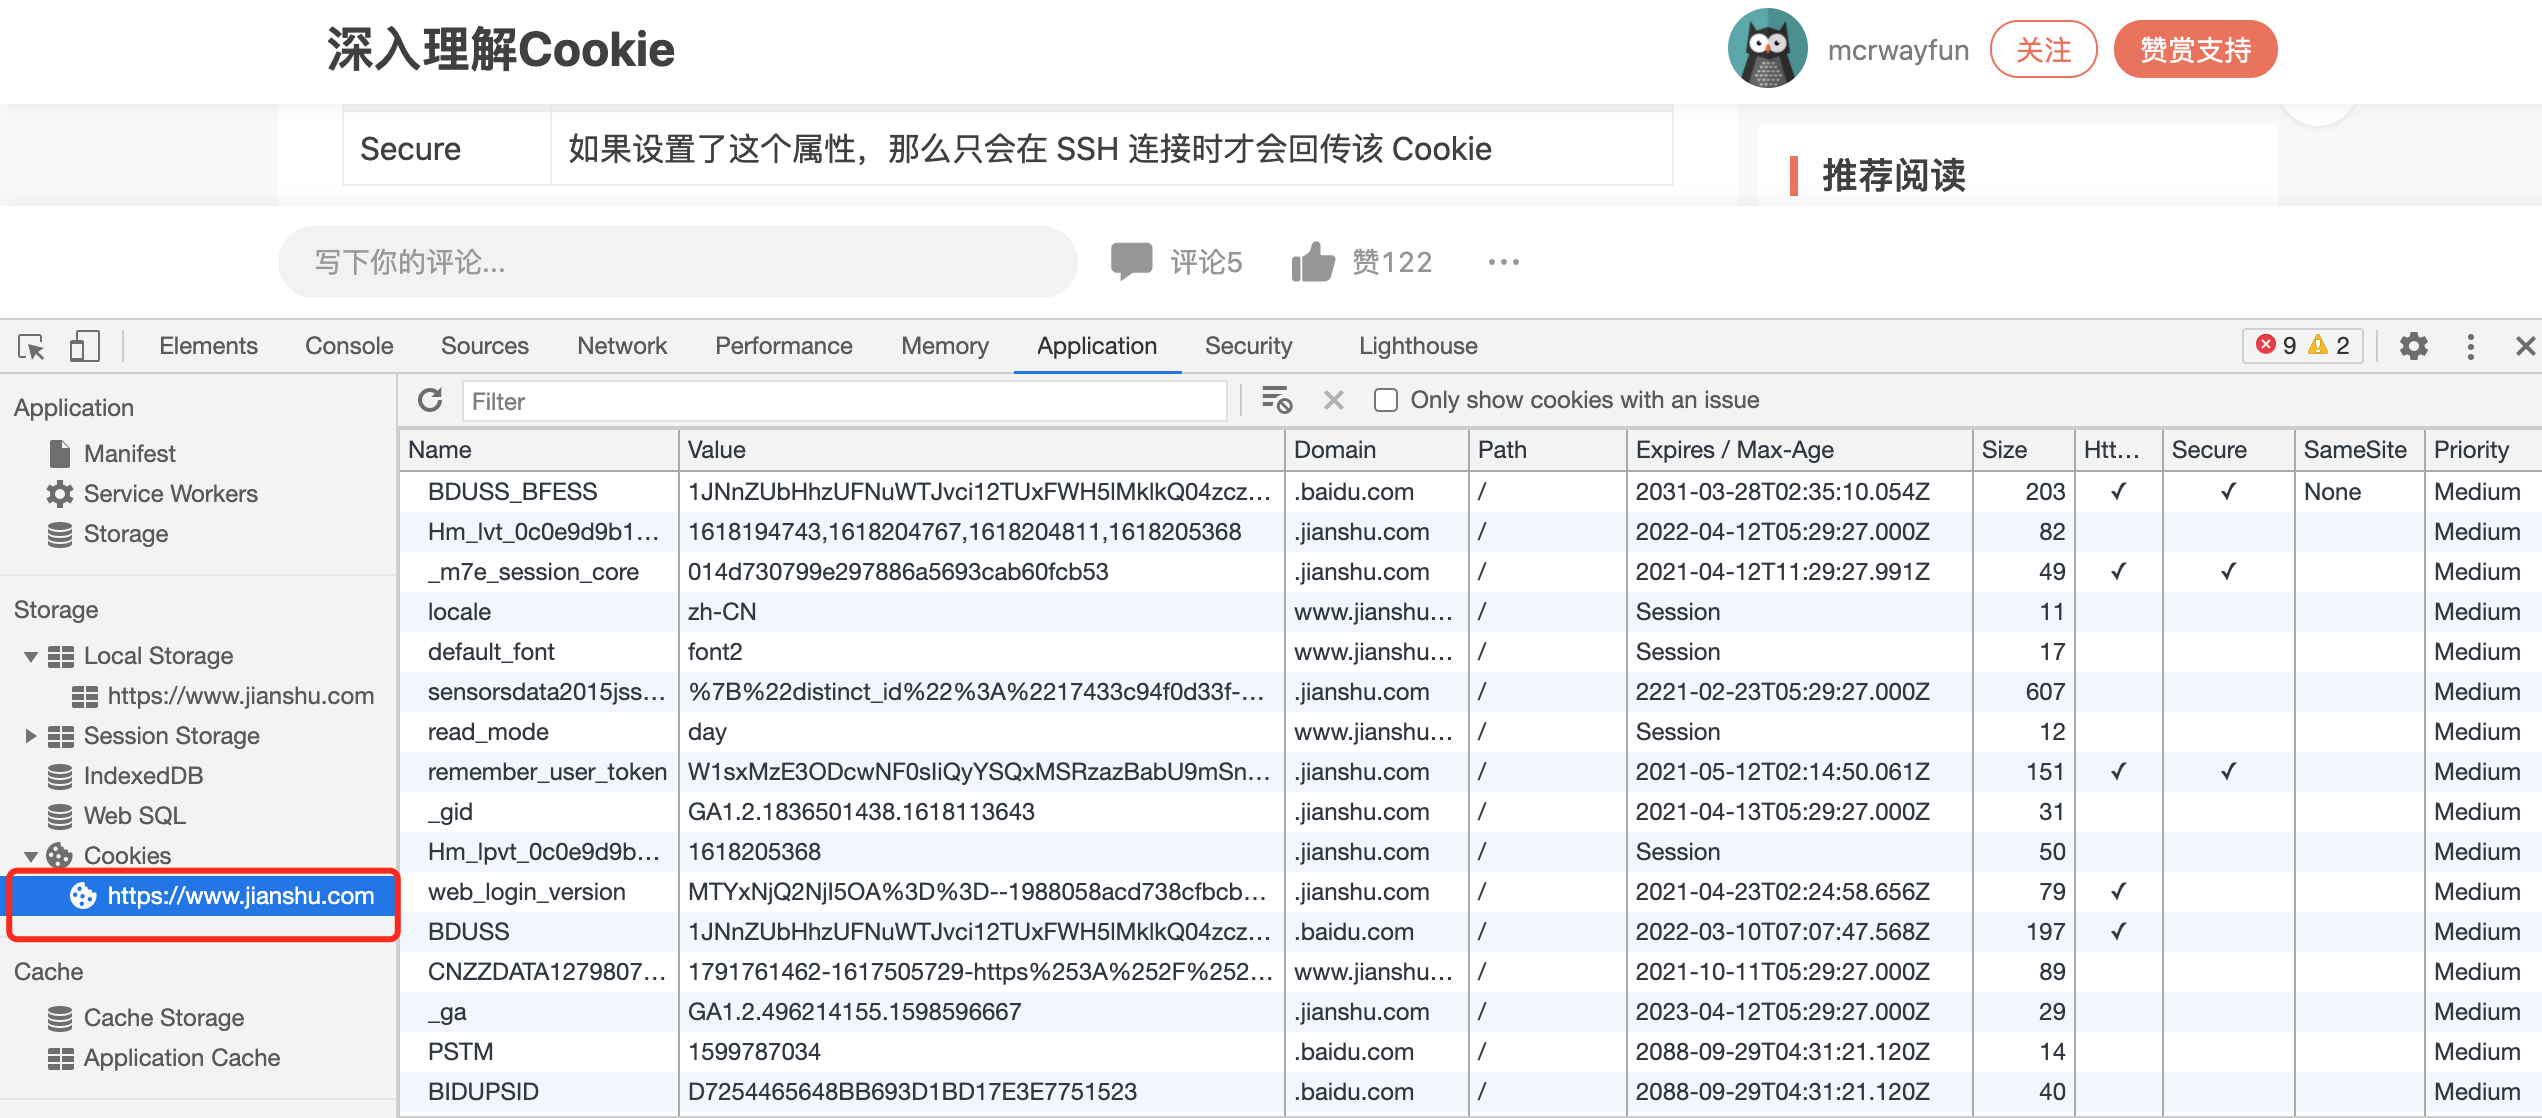 深入理解Cookie
mcrwayfun 关注 赞赏支持
Secure 如果设置了这个属性，那么只会在 SSH 连接时才会回传该 Cookie
推荐阅读
写下你的评论... 评论5 赞122 ...
Elements Console Sources Network Performance Memory Application Security Lighthouse 9 2
Application
Manifest
Service Workers
Storage
Storage
Local Storage
https://www.jianshu.com
Session Storage
IndexedDB
Web SQL
Cookies
https://www.jianshu.com
Cache
Cache Storage
Application Cache
Filter Only show cookies with an issue
Name Value Domain Path Expires / Max-Age Size Htt... Secure SameSite Priority
BDUSS_BFESS 1JNnZUbHhzUFNuWTJvci12TUxFWH5lMklkQ04zcz... .baidu.com / 2031-03-28T02:35:10.054Z 203 ✓ ✓ None Medium
Hm_lvt_0c0e9d9b1... 1618194743,1618204767,1618204811,1618205368 .jianshu.com / 2022-04-12T05:29:27.000Z 82 Medium
_m7e_session_core 014d730799e297886a5693cab60fcb53 .jianshu.com / 2021-04-12T11:29:27.991Z 49 ✓ ✓ Medium
locale zh-CN www.jianshu... / Session 11 Medium
default_font font2 www.jianshu... / Session 17 Medium
sensorsdata2015jss... %7B%22distinct_id%22%3A%2217433c94f0d33f-... .jianshu.com / 2221-02-23T05:29:27.000Z 607 Medium
read_mode day www.jianshu... / Session 12 Medium
remember_user_token W1sxMzE3ODcwNF0sIiQyYSQxMSRzazBabU9mSn... .jianshu.com / 2021-05-12T02:14:50.061Z 151 ✓ ✓ Medium
_gid GA1.2.1836501438.1618113643 .jianshu.com / 2021-04-13T05:29:27.000Z 31 Medium
Hm_lpvt_0c0e9d9b... 1618205368 .jianshu.com / Session 50 Medium
web_login_version MTYxNjQ2NjI5OA%3D%3D--1988058acd738cfbcb... .jianshu.com / 2021-04-23T02:24:58.656Z 79 ✓ Medium
BDUSS 1JNnZUbHhzUFNuWTJvci12TUxFWH5lMklkQ04zcz... .baidu.com / 2022-03-10T07:07:47.568Z 197 ✓ Medium
CNZZDATA1279807... 1791761462-1617505729-https%253A%252F%252... www.jianshu... / 2021-10-11T05:29:27.000Z 89 Medium
_ga GA1.2.496214155.1598596667 .jianshu.com / 2023-04-12T05:29:27.000Z 29 Medium
PSTM 1599787034 .baidu.com / 2088-09-29T04:31:21.120Z 14 Medium
BIDUPSID D7254465648BB693D1BD17E3E7751523 .baidu.com / 2088-09-29T04:31:21.120Z 40 Medium